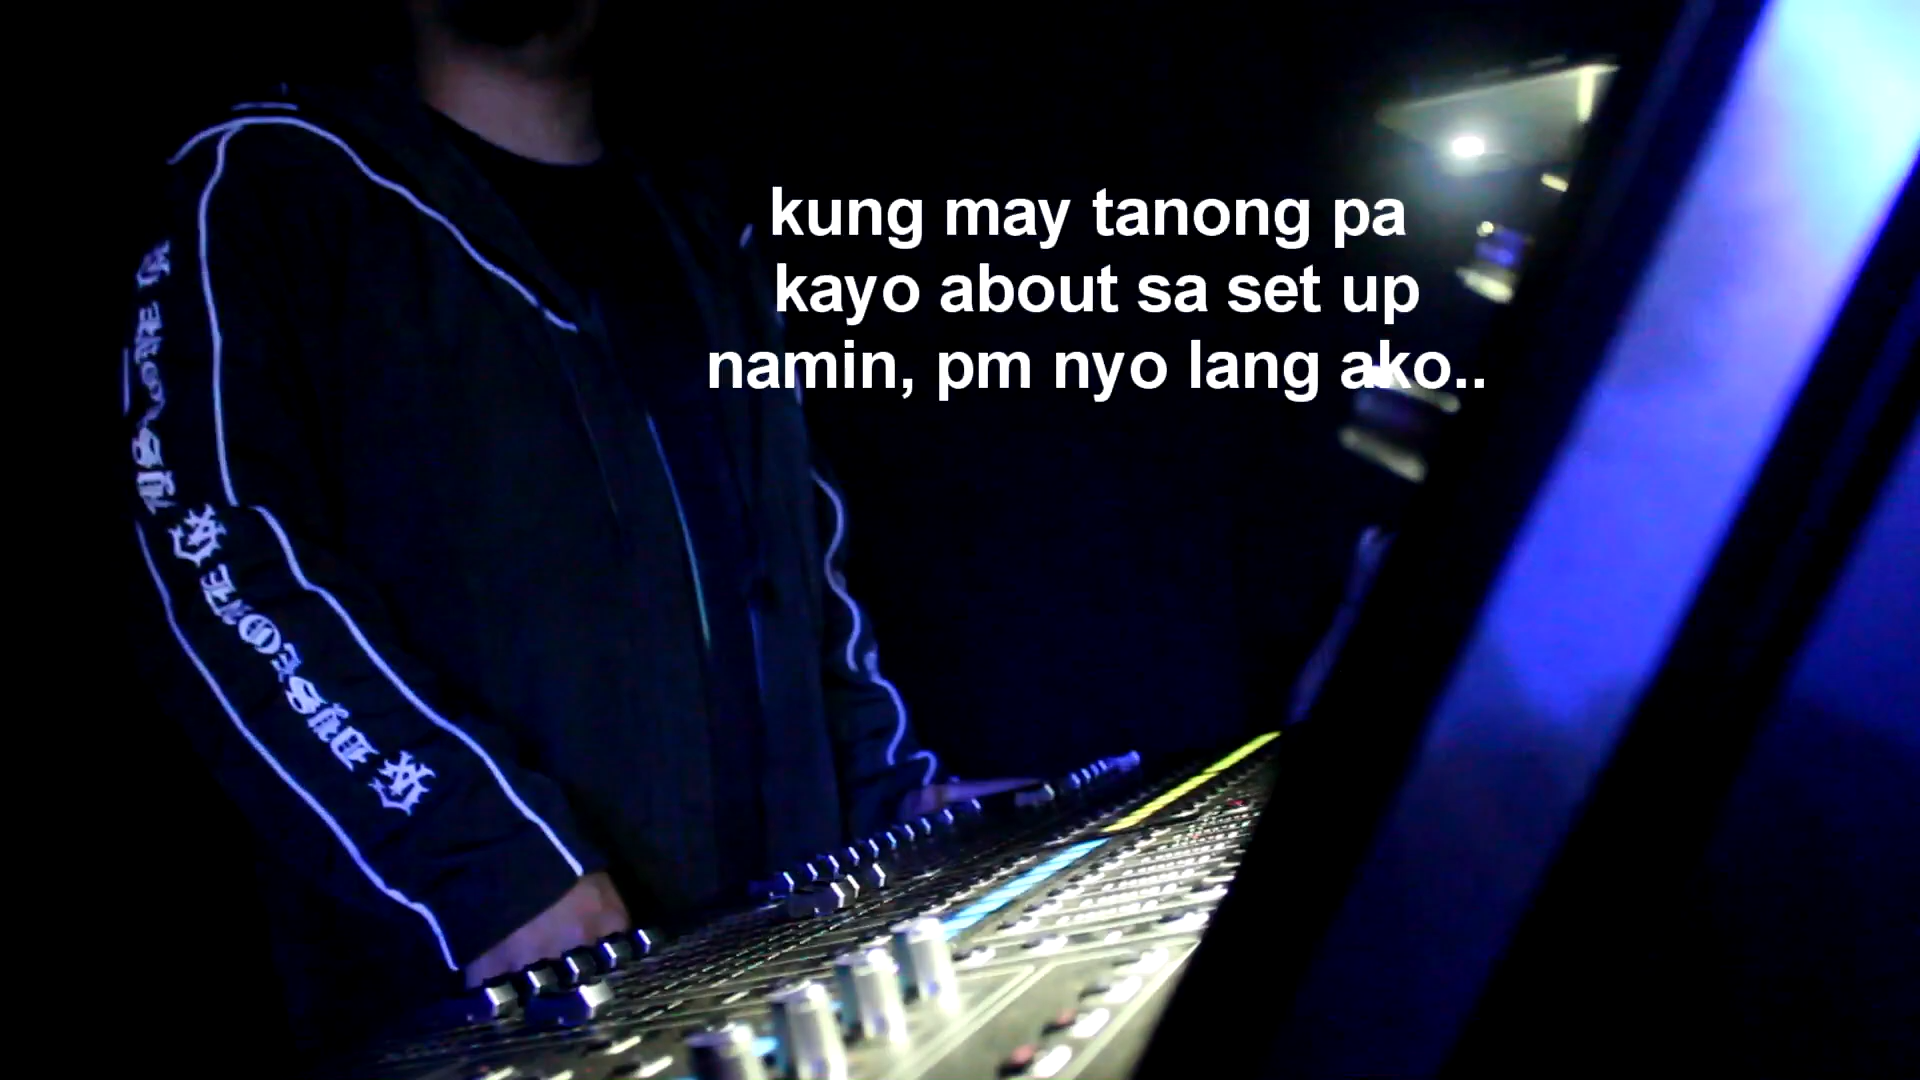 kung may tanong pa
kayo about sa set up
namin, pm nyo lang ako..